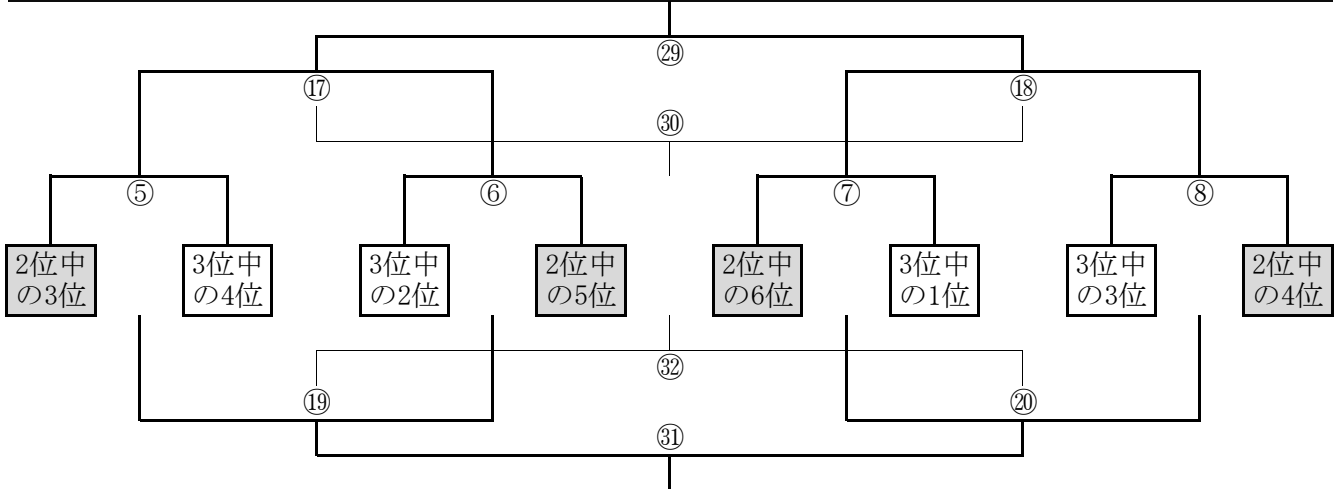 ㉙
⑰
⑱
㉚
⑤
⑥
⑦
⑧
2位中
の3位
3位中
の4位
3位中
の2位
2位中
の5位
2位中
の6位
3位中
の1位
3位中
の3位
2位中
の4位
㉜
⑲
⑳
㉛